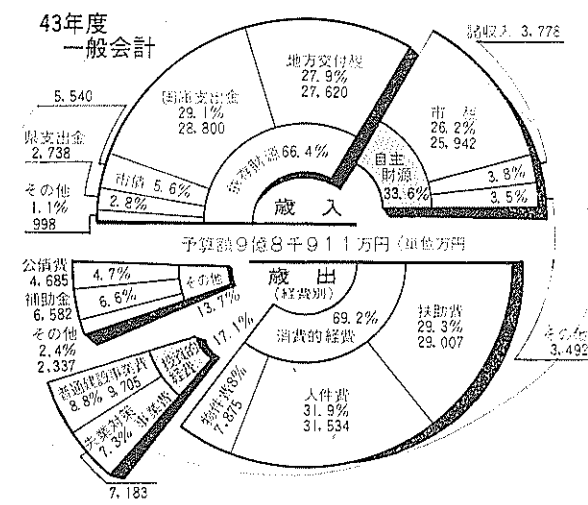 43年度
一般会計
諸収入 3,778
地方交付税
27.9%
27,620
国庫支出金
29.1%
28,800
市税
26.2%
25,942
5,540
県支出金
2,738
その他
1.1%
998
市債 5.6%
2.8%
依存財源66.4%
自主
財源
33.6%
3.8%
3.5%
歳入
予算額9億8千911万円(単位万円
歳出
(経費別)
公債費
4,685
補助金
6,582
その他
2.4%
2,337
4.7%
6.6%
その他
13.7%
17.1%
69.2%
消費的経費
扶助費
29.3%
29,007
その他
3,492
人件費
31.9%
31,534
物件費8%
7,875
投資的
経費
普通建設事業費
8.8% 9,705
失業対策
7.3% 事業費
7,183